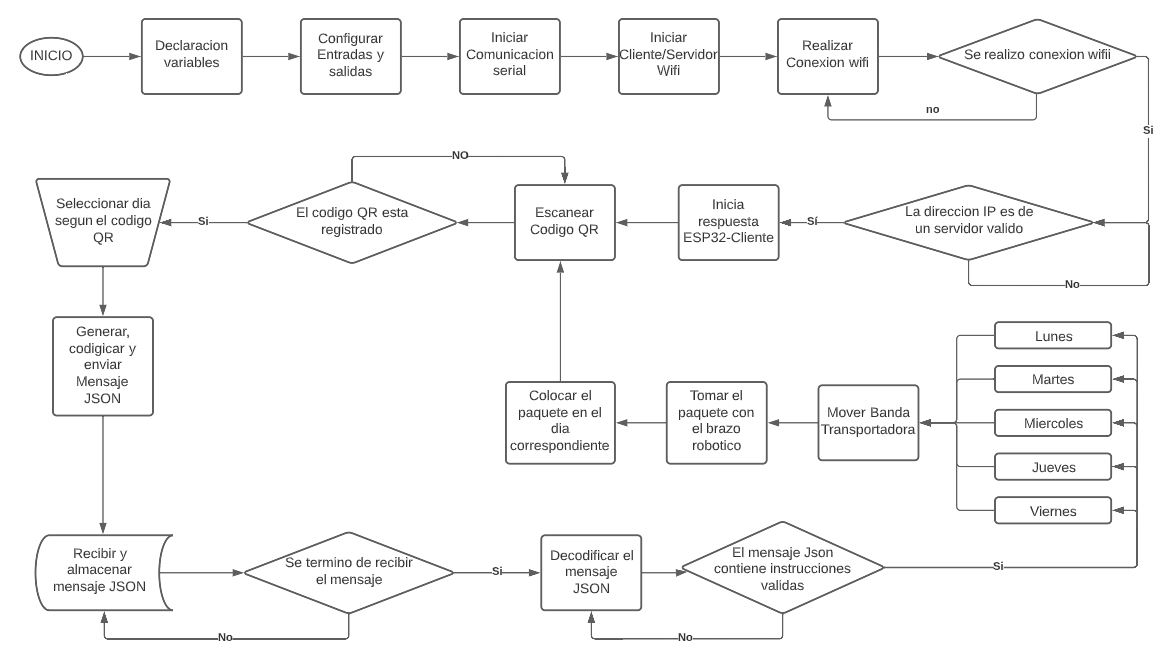 INICIO
Declaracion
variables
Configurar
Entradas y
salidas
Iniciar
Comunicacion
serial
Iniciar
Cliente/Servidor
Wifi
Realizar
Conexion wifi
Se realizo conexion wifii
no
Si
La direccion IP es de
un servidor valido
No
Sí
Inicia
respuesta
ESP32-Cliente
Escanear
Codigo QR
NO
El codigo QR esta
registrado
Si
Seleccionar dia
segun el codigo
QR
Generar,
codigicar y
enviar
Mensaje
JSON
Recibir y
almacenar
mensaje JSON
Se termino de recibir
el mensaje
No
Si
Decodificar el
mensaje
JSON
El mensaje Json
contiene instrucciones
validas
No
Si
Lunes
Martes
Miercoles
Jueves
Viernes
Mover Banda
Transportadora
Tomar el
paquete con
el brazo
robotico
Colocar el
paquete en el
dia
correspondiente